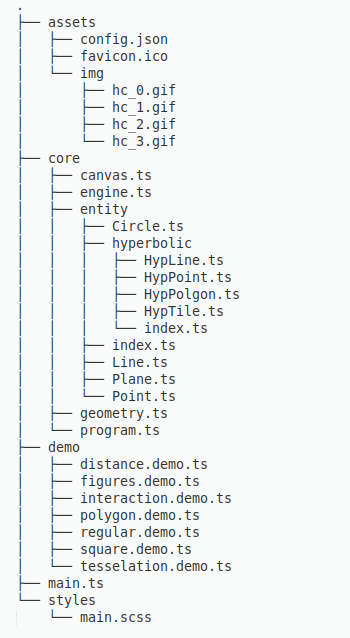 .
├── assets
│   ├── config.json
│   ├── favicon.ico
│   └── img
│       ├── hc_0.gif
│       ├── hc_1.gif
│       ├── hc_2.gif
│       └── hc_3.gif
├── core
│   ├── canvas.ts
│   ├── engine.ts
│   ├── entity
│   │   ├── Circle.ts
│   │   ├── hyperbolic
│   │   │   ├── HypLine.ts
│   │   │   ├── HypPoint.ts
│   │   │   ├── HypPolgon.ts
│   │   │   ├── HypTile.ts
│   │   │   └── index.ts
│   │   ├── index.ts
│   │   ├── Line.ts
│   │   ├── Plane.ts
│   │   └── Point.ts
│   ├── geometry.ts
│   └── program.ts
├── demo
│   ├── distance.demo.ts
│   ├── figures.demo.ts
│   ├── interaction.demo.ts
│   ├── polygon.demo.ts
│   ├── regular.demo.ts
│   ├── square.demo.ts
│   └── tesselation.demo.ts
├── main.ts
└── styles
    └── main.scss